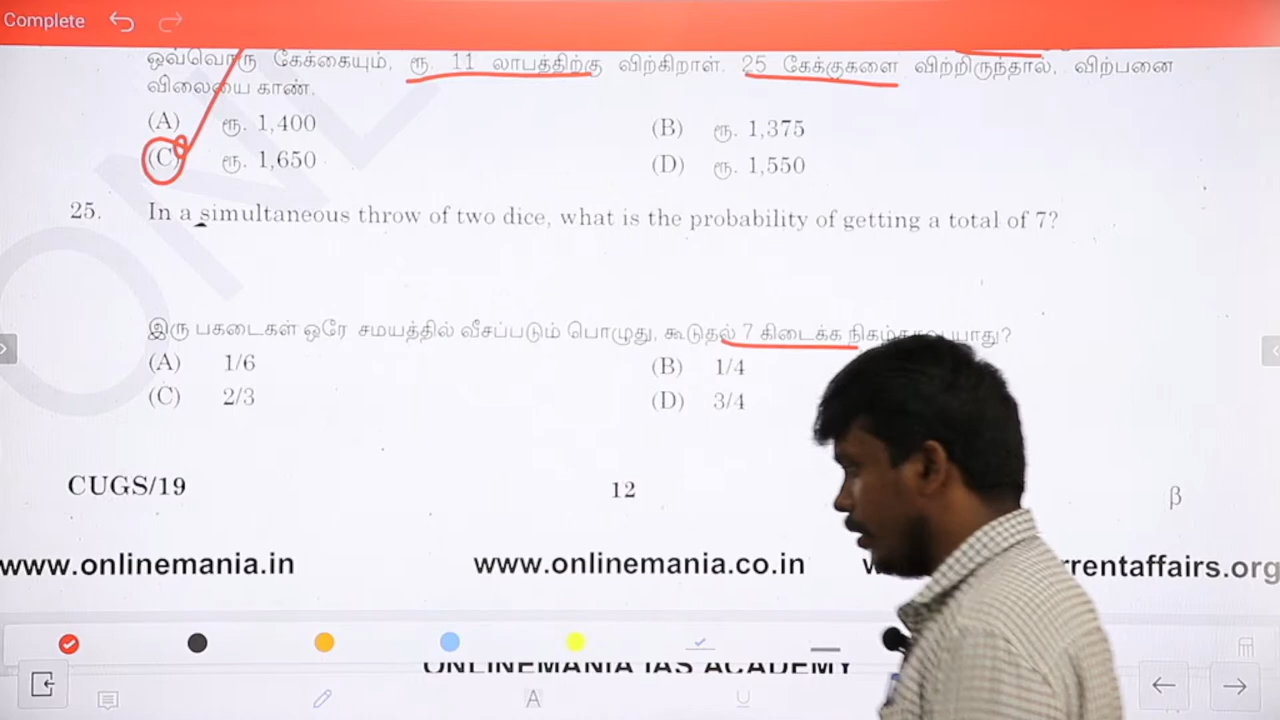 Complete
ஒவ்வொரு கேக்கையும், ரூ. 11 லாபத்திற்கு விற்கிறாள். 25 கேக்குகளை விற்றிருந்தால், விற்பனை
விலையை காண்.
(A) ரூ. 1,400 (B) ரூ. 1,375
(C) ரூ. 1,650 (D) ரூ. 1,550
25. In a simultaneous throw of two dice, what is the probability of getting a total of 7?
இரு பகடைகள் ஒரே சமயத்தில் வீசப்படும் பொழுது, கூடுதல் 7 கிடைக்க
(A) 1/6 (B) 1/4
(C) 2/3 (D) 3/4
CUGS/19 12 β
www.onlinemania.in www.onlinemania.co.in rrentaffairs.org
ONLINEMANIA IAS ACADEMY